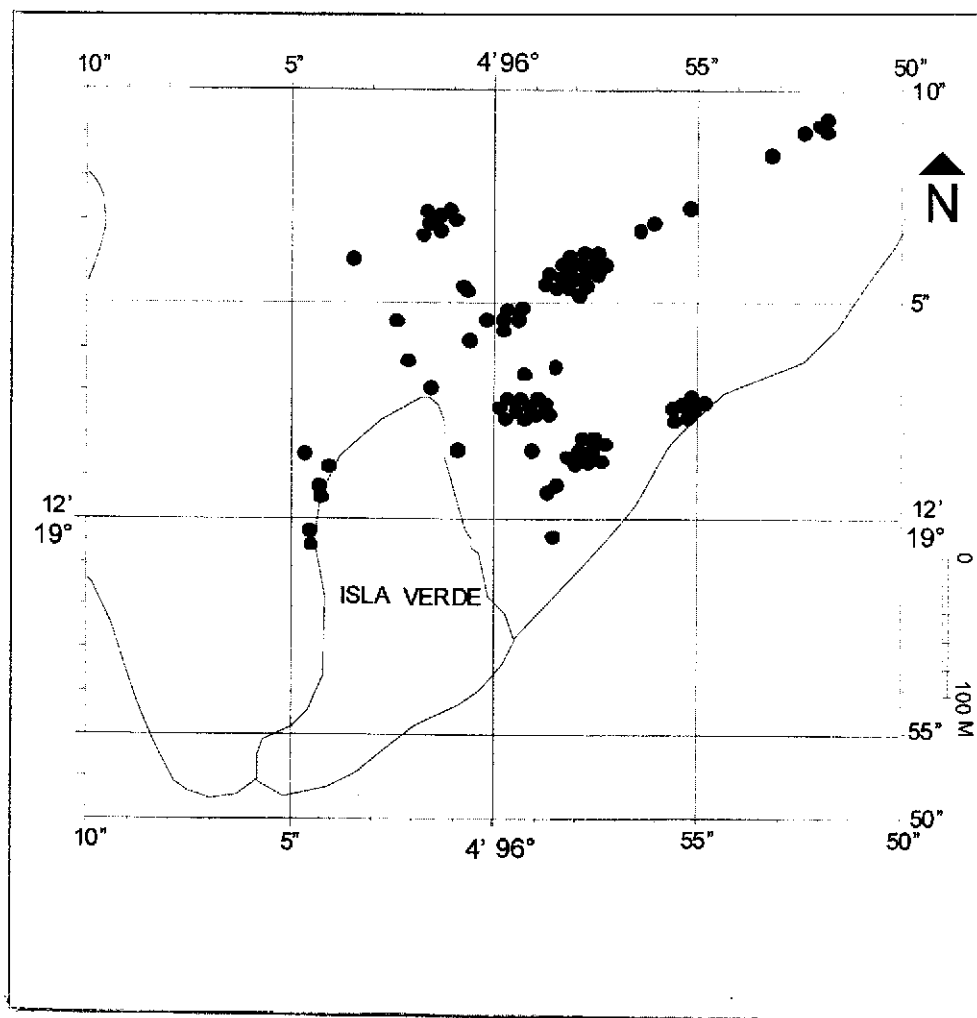 10” 5” 4’ 96° 55” 50”
10”
N
5”
12’ 12’
19° 19°
0
ISLA VERDE
100 M
55”
50”
10” 5” 4’ 96° 55” 50”